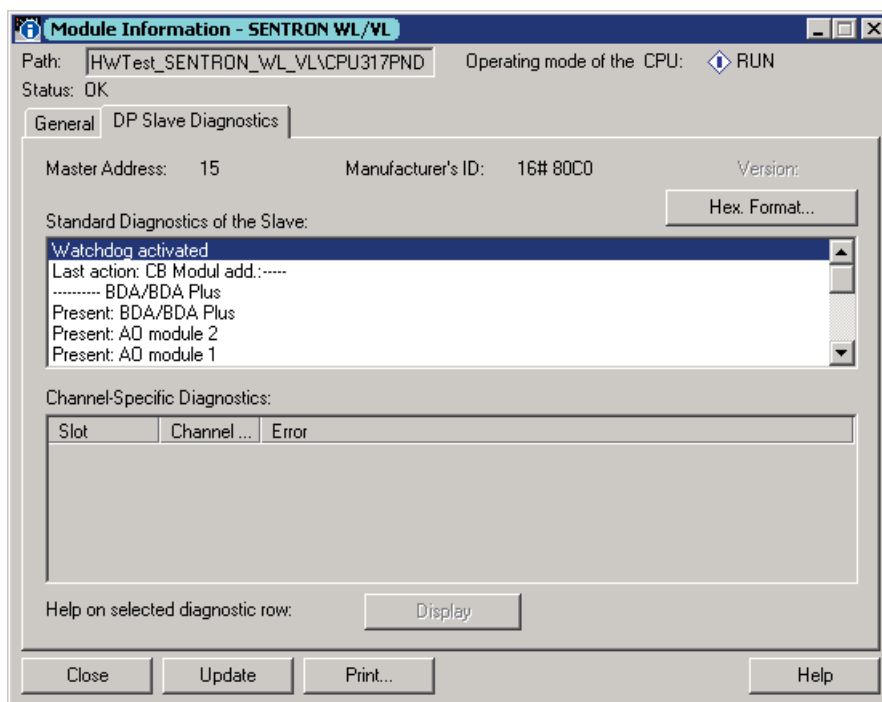 Module Information - SENTRON WL/VL
Path: HWTest_SENTRON_WL_VL\CPU317PND Operating mode of the CPU: RUN
Status: OK
General DP Slave Diagnostics
Master Address: 15 Manufacturer's ID: 16# 80C0 Version:
Hex. Format...
Standard Diagnostics of the Slave:
Watchdog activated
Last action: CB Modul add.:-----
---------- BDA/BDA Plus
Present: BDA/BDA Plus
Present: AO module 2
Present: AO module 1
Channel-Specific Diagnostics:
Slot Channel ... Error
Help on selected diagnostic row: Display
Close Update Print... Help